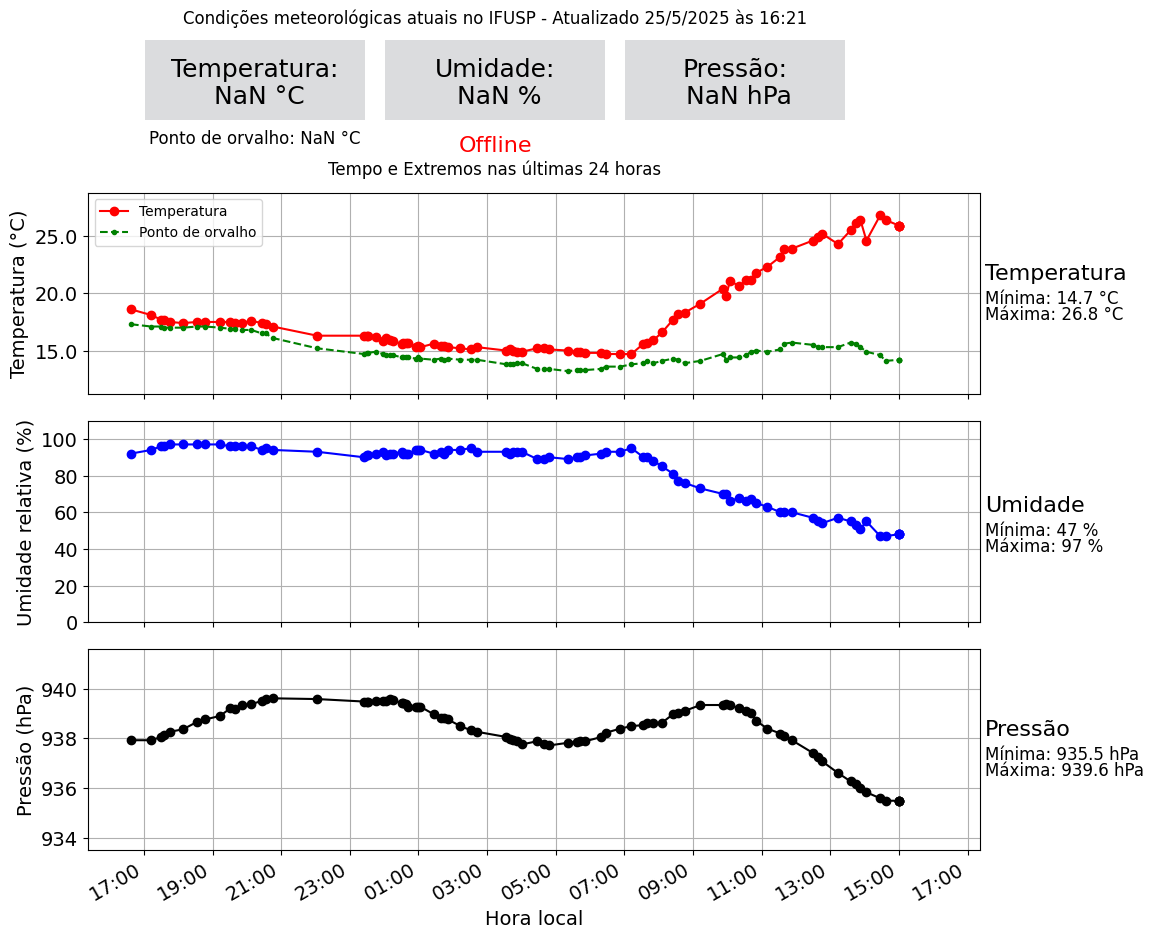 Condições meteorológicas atuais no IFUSP - Atualizado 25/5/2025 às 16:21
Temperatura:
NaN °C
Umidade:
NaN %
Pressão:
NaN hPa
Ponto de orvalho: NaN °C
Offline
Tempo e Extremos nas últimas 24 horas
Temperatura
Ponto de orvalho
Temperatura (°C)
25.0
20.0
15.0
Temperatura
Mínima: 14.7 °C
Máxima: 26.8 °C
Umidade relativa (%)
100
80
60
40
20
0
Umidade
Mínima: 47 %
Máxima: 97 %
Pressão (hPa)
940
938
936
934
Pressão
Mínima: 935.5 hPa
Máxima: 939.6 hPa
17:00 19:00 21:00 23:00 01:00 03:00 05:00 07:00 09:00 11:00 13:00 15:00 17:00
Hora local